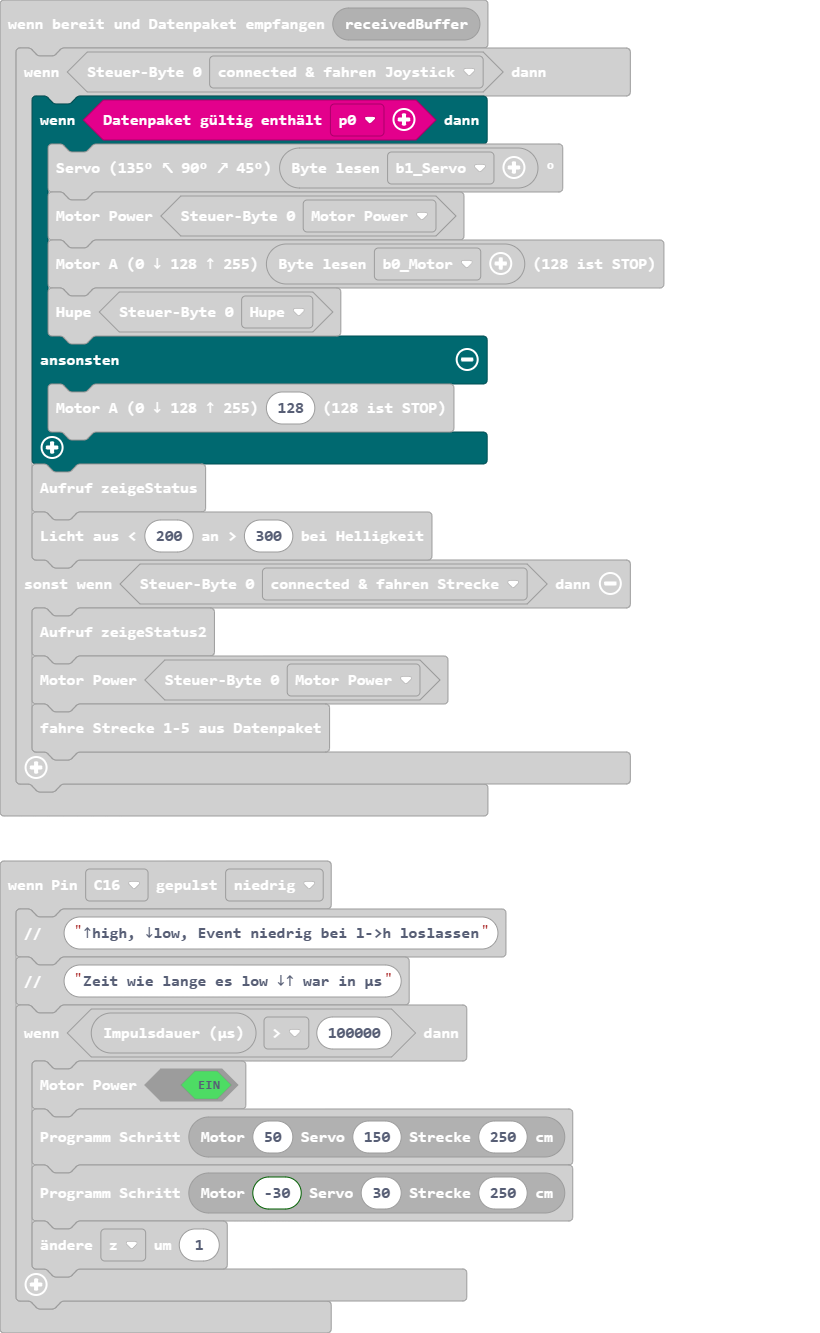 wenn bereit und Datenpaket empfangen receivedBuffer
wenn Steuer-Byte 0 connected & fahren Joystick dann
wenn Datenpaket gültig enthält p0 dann
Servo (135° ↖ 90° ↗ 45°) Byte lesen b1_Servo °
Motor Power Steuer-Byte 0 Motor Power
Motor A (0 ↓ 128 ↑ 255) Byte lesen b0_Motor (128 ist STOP)
Hupe Steuer-Byte 0 Hupe
ansonsten
Motor A (0 ↓ 128 ↑ 255) 128 (128 ist STOP)
Aufruf zeigeStatus
Licht aus < 200 an > 300 bei Helligkeit
sonst wenn Steuer-Byte 0 connected & fahren Strecke dann
Aufruf zeigeStatus2
Motor Power Steuer-Byte 0 Motor Power
fahre Strecke 1-5 aus Datenpaket
wenn Pin C16 gepulst niedrig
// "↑high, ↓low, Event niedrig bei l->h loslassen"
// "Zeit wie lange es low ↓↑ war in µs"
wenn Impulsdauer (µs) > 100000 dann
Motor Power EIN
Programm Schritt Motor 50 Servo 150 Strecke 250 cm
Programm Schritt Motor -30 Servo 30 Strecke 250 cm
ändere z um 1